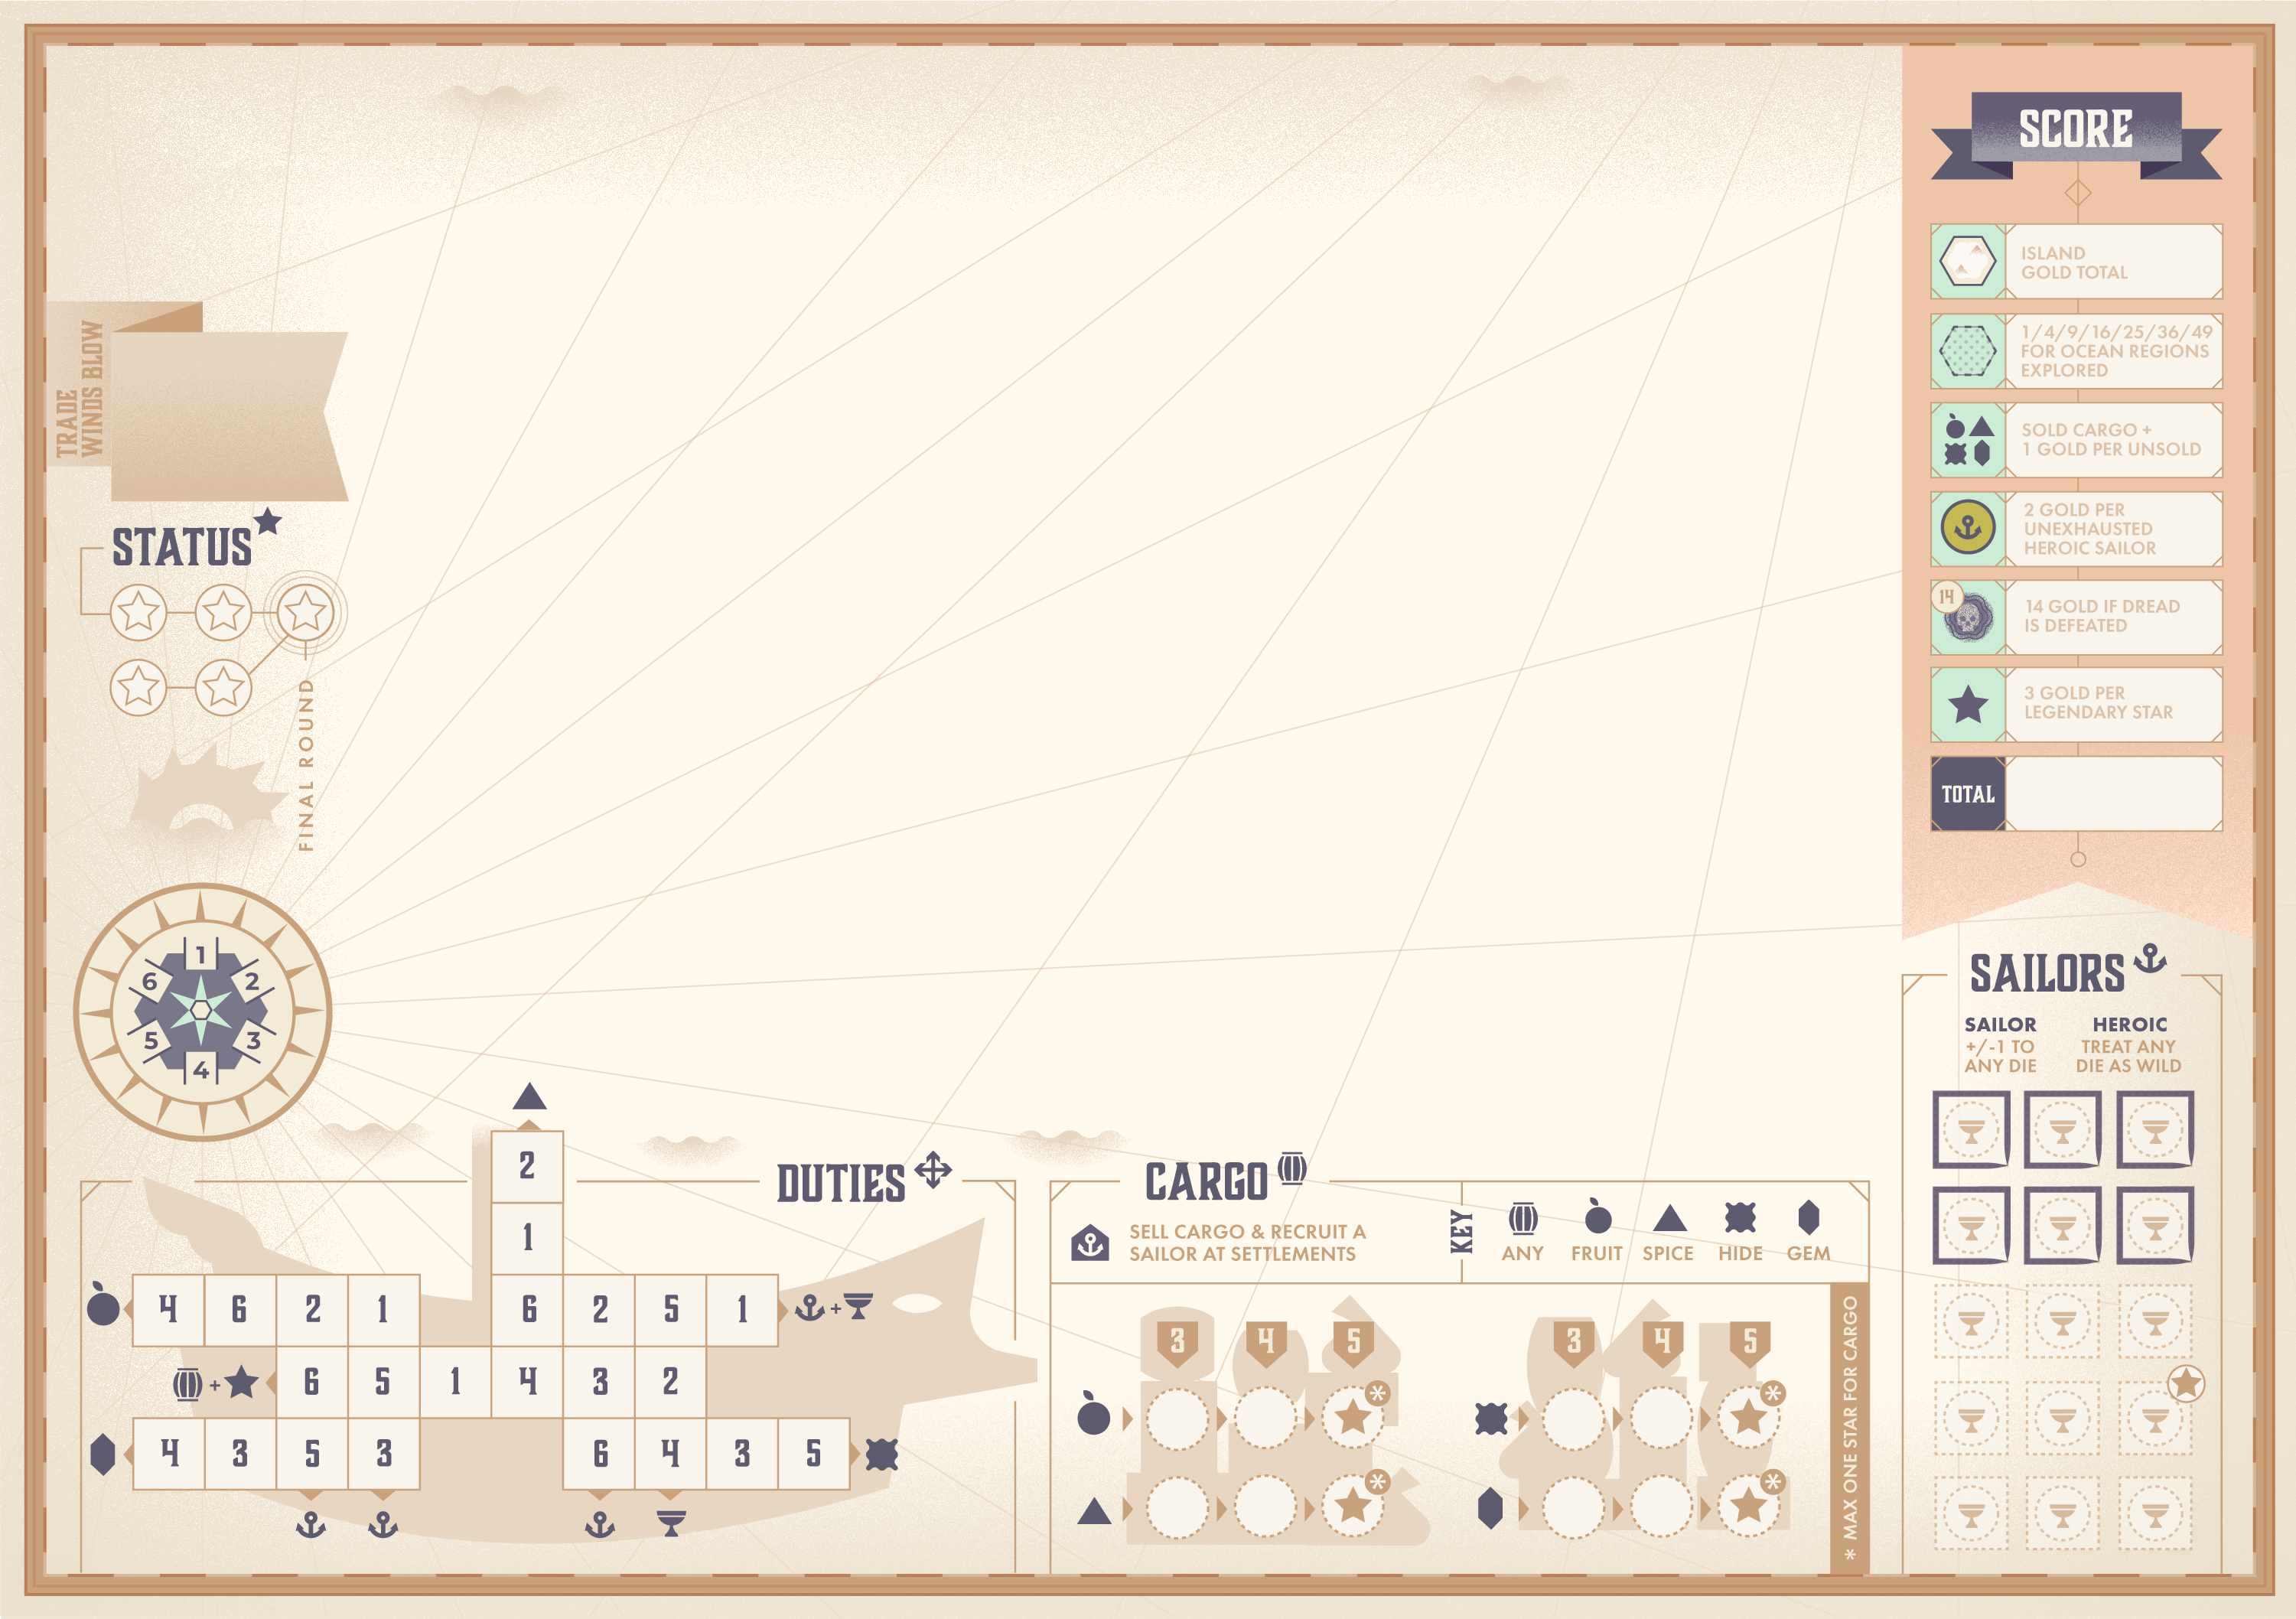 SCORE
ISLAND
GOLD TOTAL
1/4/9/16/25/36/49
FOR OCEAN REGIONS
EXPLORED
SOLD CARGO +
1 GOLD PER UNSOLD
2 GOLD PER
UNEXHAUSTED
HEROIC SAILOR
14
14 GOLD IF DREAD
IS DEFEATED
3 GOLD PER
LEGENDARY STAR
TOTAL
TRADE
WINDS BLOW
STATUS
FINAL ROUND
1
6 2
5 3
4
SAILORS
SAILOR
+/-1 TO
ANY DIE
HEROIC
TREAT ANY
DIE AS WILD
DUTIES
2
1
4 6 2 1 6 2 5 1 +
+ 6 5 1 4 3 2
4 3 5 3 6 4 3 5
CARGO
SELL CARGO & RECRUIT A
SAILOR AT SETTLEMENTS
KEY
ANY FRUIT SPICE HIDE GEM
3 4 5 3 4 5
* *
* *
* MAX ONE STAR FOR CARGO